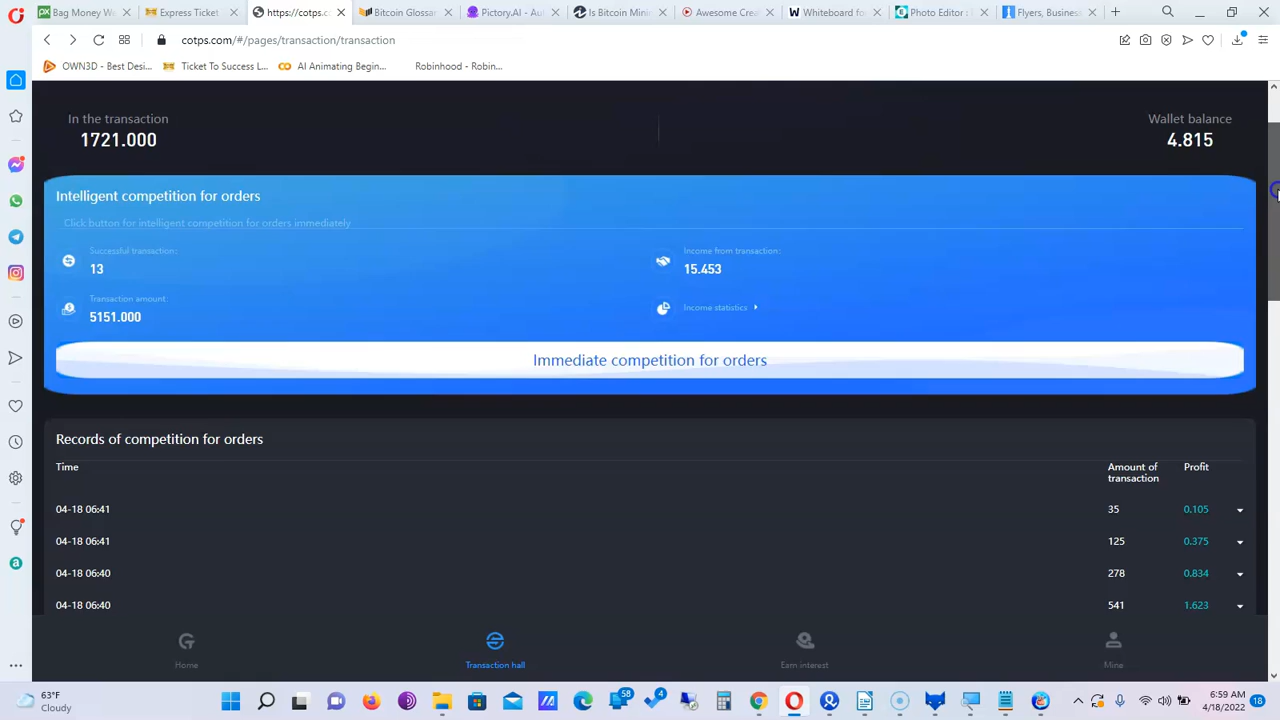 Bag Money W
Express Ticket
https://cotps.c
Bitcoin Glossar
Pictory.AI - Aut
Is Bitcoin Minin
Awesome Creat
Whiteboard for
Photo Editor :
Flyers, Business
cotps.com/#/pages/transaction/transaction
OWN3D - Best Desi...
Ticket To Success L...
AI Animating Begin...
Robinhood - Robin...
In the transaction
Wallet balance
1721.000
4.815
Intelligent competition for orders
Click button for intelligent competition for orders immediately
Successful transaction:
Income from transaction:
13
15.453
Transaction amount:
Income statistics
5151.000
Immediate competition for orders
Records of competition for orders
Time
Amount of transaction
Profit
04-18 06:41
35
0.105
04-18 06:41
125
0.375
04-18 06:40
278
0.834
04-18 06:40
541
1.623
Home
Transaction hall
Earn interest
Mine
63°F
Cloudy
58
4
6:59 AM
4/18/2022
18